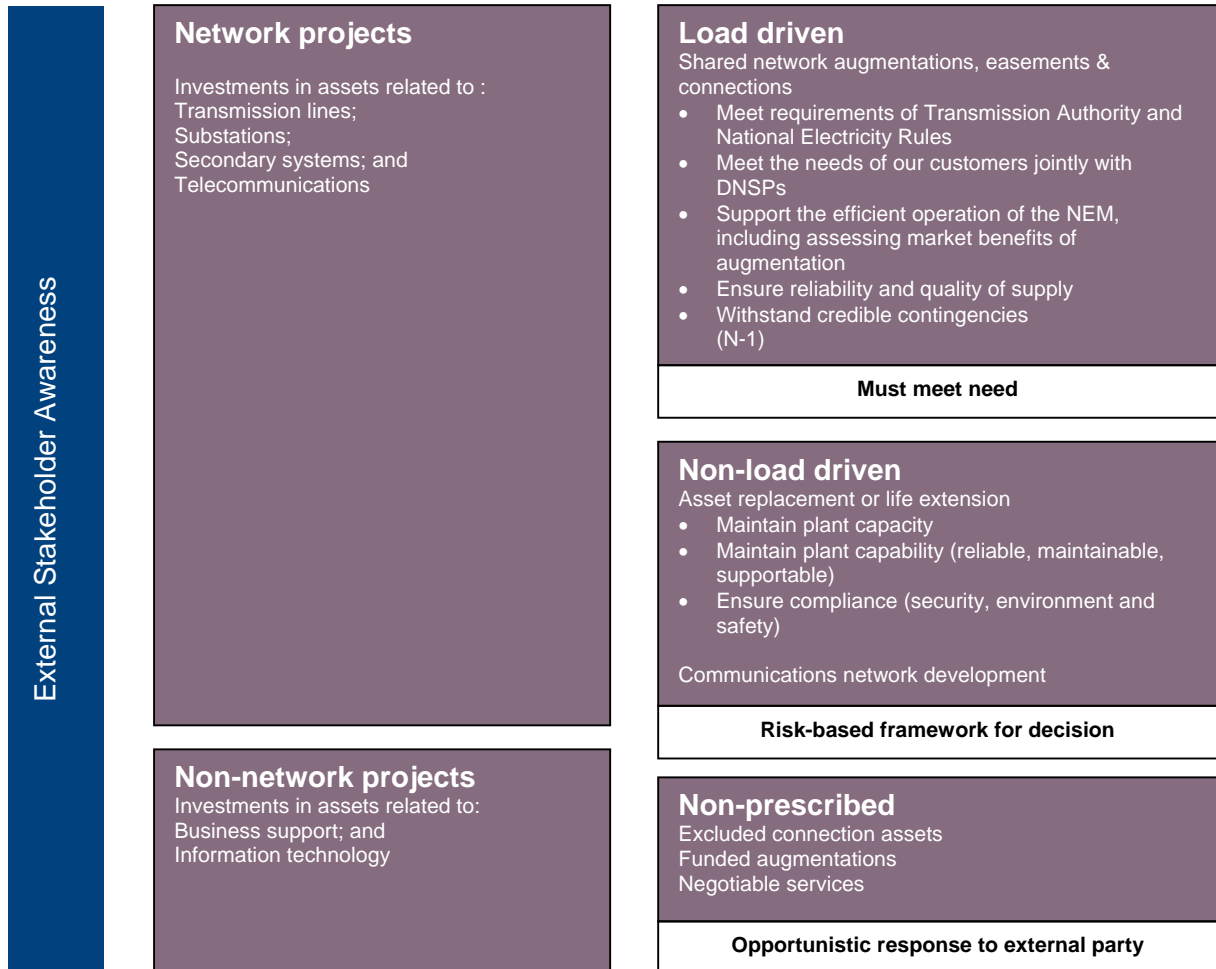 External Stakeholder Awareness
Network projects
Investments in assets related to :
Transmission lines;
Substations;
Secondary systems; and
Telecommunications
Non-network projects
Investments in assets related to:
Business support; and
Information technology
Load driven
Shared network augmentations, easements &
connections
• Meet requirements of Transmission Authority and
National Electricity Rules
• Meet the needs of our customers jointly with
DNSPs
• Support the efficient operation of the NEM,
including assessing market benefits of
augmentation
• Ensure reliability and quality of supply
• Withstand credible contingencies
(N-1)
Must meet need
Non-load driven
Asset replacement or life extension
• Maintain plant capacity
• Maintain plant capability (reliable, maintainable,
supportable)
• Ensure compliance (security, environment and
safety)
Communications network development
Risk-based framework for decision
Non-prescribed
Excluded connection assets
Funded augmentations
Negotiable services
Opportunistic response to external party